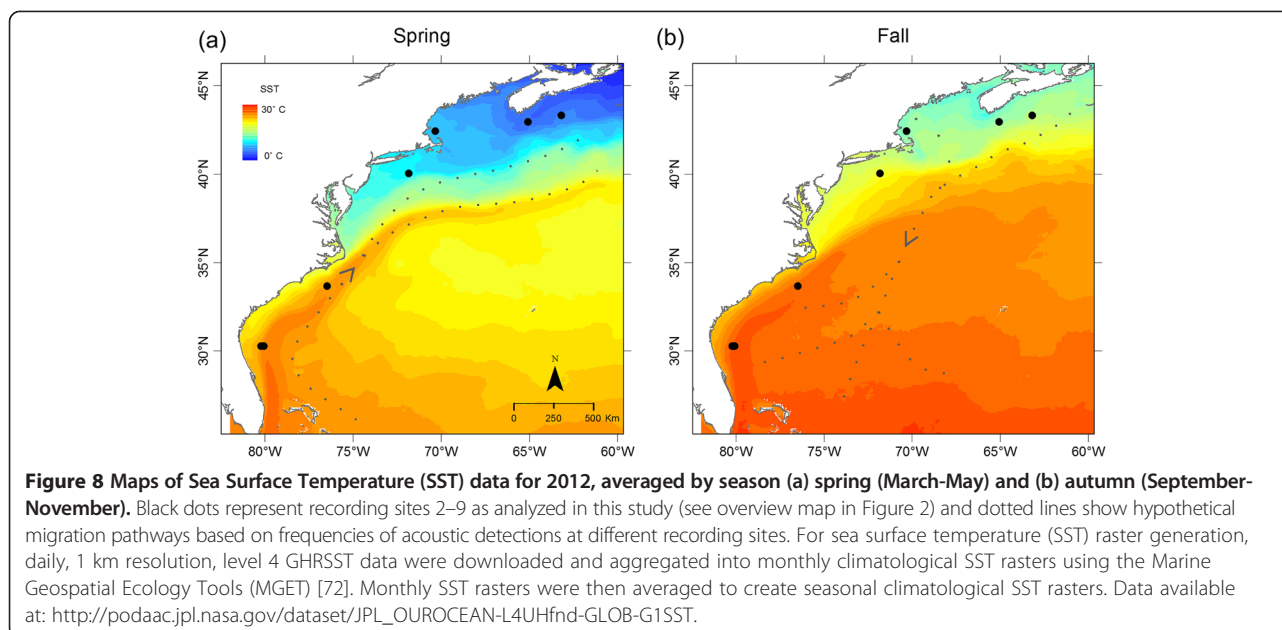 (a) Spring
(b) Fall
SST
30° C
0° C
45°N
40°N
35°N
30°N
80°W
75°W
70°W
65°W
60°W
N
0 250 500 Km
45°N
40°N
35°N
30°N
80°W
75°W
70°W
65°W
60°W
Figure 8 Maps of Sea Surface Temperature (SST) data for 2012, averaged by season (a) spring (March-May) and (b) autumn (September-
November). Black dots represent recording sites 2–9 as analyzed in this study (see overview map in Figure 2) and dotted lines show hypothetical
migration pathways based on frequencies of acoustic detections at different recording sites. For sea surface temperature (SST) raster generation,
daily, 1 km resolution, level 4 GHRSST data were downloaded and aggregated into monthly climatological SST rasters using the Marine
Geospatial Ecology Tools (MGET) [72]. Monthly SST rasters were then averaged to create seasonal climatological SST rasters. Data available
at: http://podaac.jpl.nasa.gov/dataset/JPL_OUROCEAN-L4UHfnd-GLOB-G1SST.